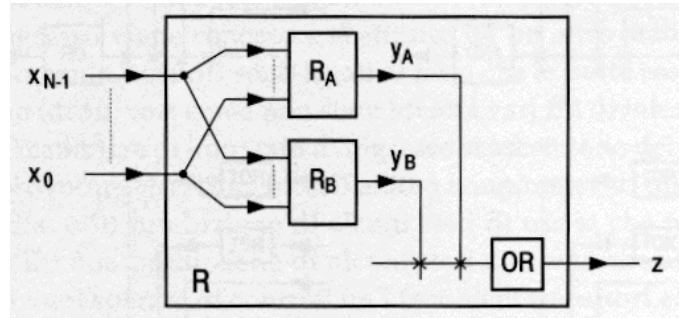 x_{N-1}
R_A
y_A
x_0
R_B
y_B
R
OR
z